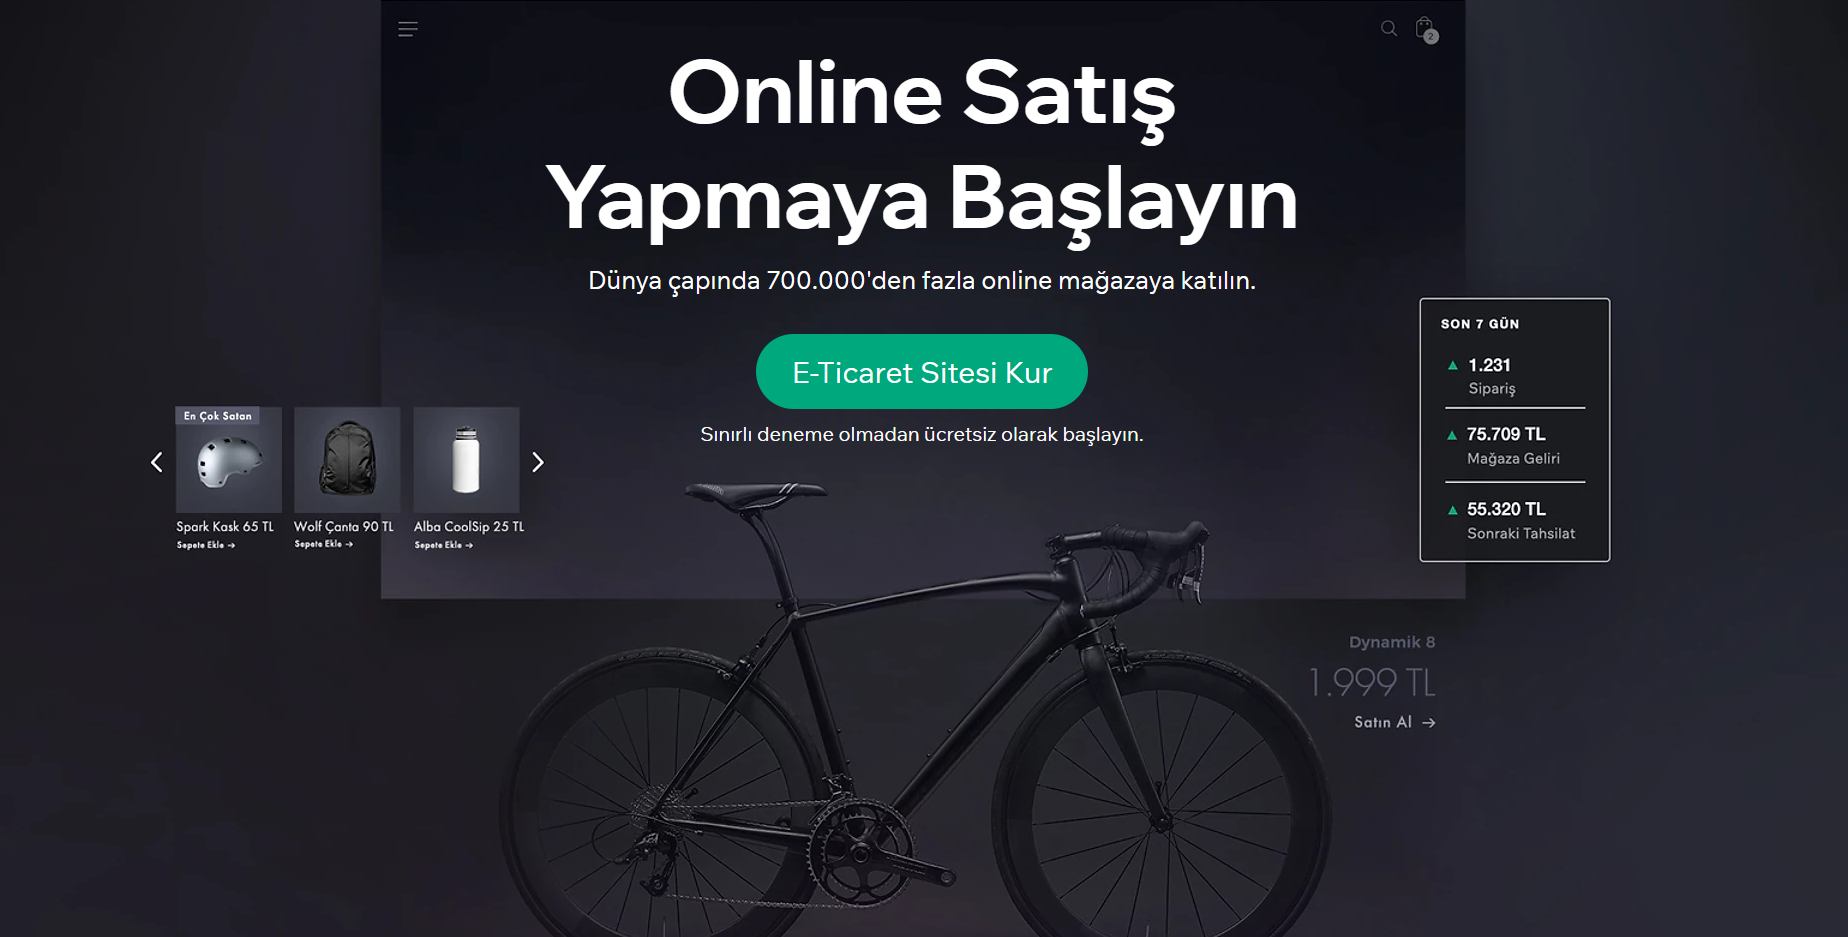 2
Online Satış
Yapmaya Başlayın
Dünya çapında 700.000'den fazla online mağazaya katılın.
E-Ticaret Sitesi Kur
Sınırlı deneme olmadan ücretsiz olarak başlayın.
En Çok Satan
Spark Kask 65 TL
Sepete Ekle →
Wolf Çanta 90 TL
Sepete Ekle →
Alba CoolSip 25 TL
Sepete Ekle →
SON 7 GÜN
1.231
Sipariş
75.709 TL
Mağaza Geliri
55.320 TL
Sonraki Tahsilat
Dynamik 8
1.999 TL
Satın Al →